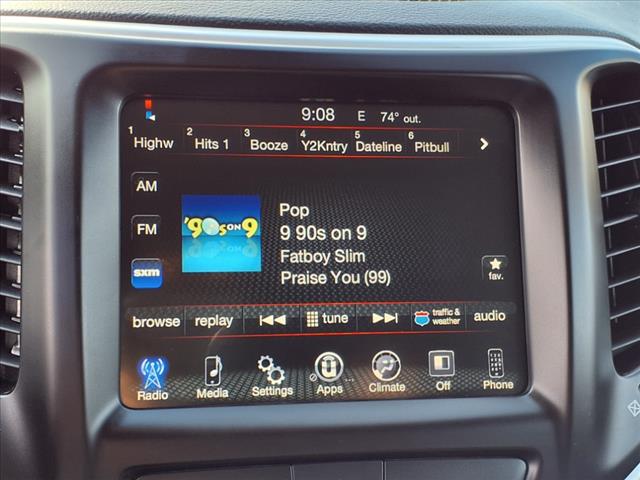 9:08 E 74° out.
1 2 3 4 5 6
Highw Hits 1 Booze Y2Kntry Dateline Pitbull
AM
FM
sxm
'90s ON 9
Pop
9 90s on 9
Fatboy Slim
Praise You (99)
fav.
browse replay tune traffic & weather audio
Radio Media Settings Apps Climate Off Phone